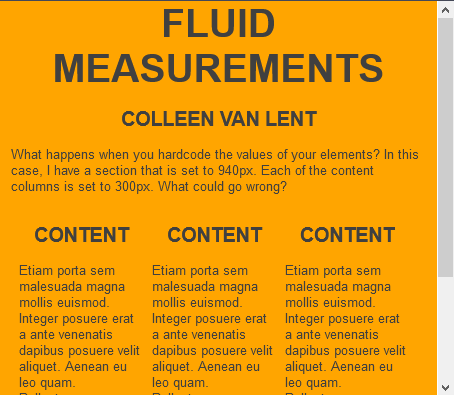 FLUID
MEASUREMENTS
COLLEEN VAN LENT
What happens when you hardcode the values of your elements? In this
case, I have a section that is set to 940px. Each of the content
columns is set to 300px. What could go wrong?
CONTENT
Etiam porta sem
malesuada magna
mollis euismod.
Integer posuere erat
a ante venenatis
dapibus posuere velit
aliquet. Aenean eu
leo quam.
CONTENT
Etiam porta sem
malesuada magna
mollis euismod.
Integer posuere erat
a ante venenatis
dapibus posuere velit
aliquet. Aenean eu
leo quam.
CONTENT
Etiam porta sem
malesuada magna
mollis euismod.
Integer posuere erat
a ante venenatis
dapibus posuere velit
aliquet. Aenean eu
leo quam.